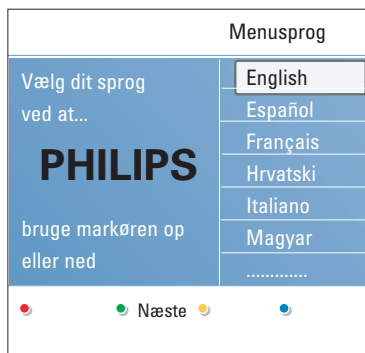 Menusprog
Vælg dit sprog
ved at...
PHILIPS
bruge markøren op
eller ned
English
Español
Français
Hrvatski
Italiano
Magyar
.............
Næste